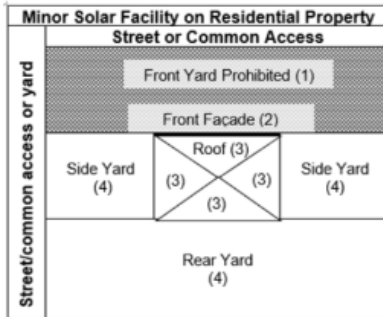 Minor Solar Facility on Residential Property
Street or Common Access
Street/common access or yard
Front Yard Prohibited (1)
Front Façade (2)
Roof (3)
Side Yard
(4)
(3)
(3)
Side Yard
(4)
(3)
Rear Yard
(4)